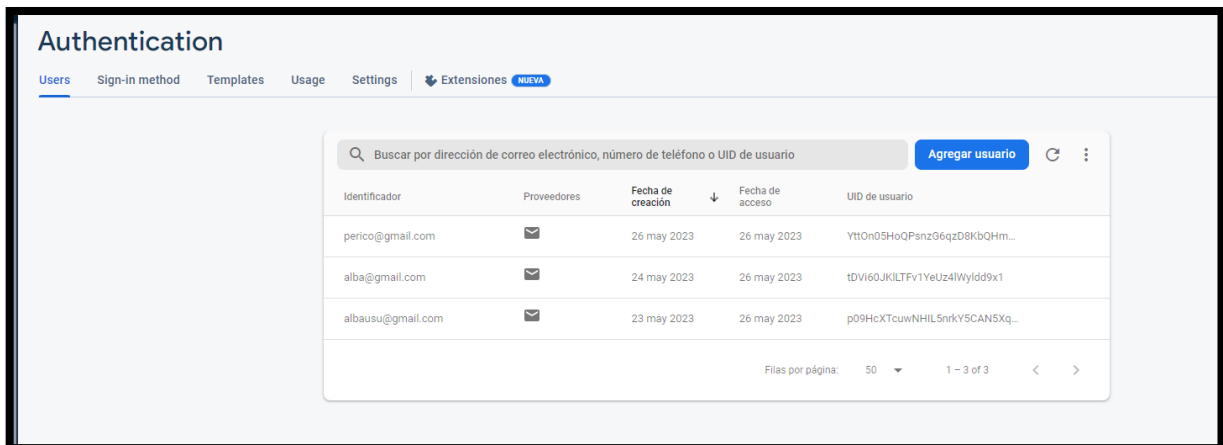 Authentication
Users Sign-in method Templates Usage Settings Extensiones NUEVA
Buscar por dirección de correo electrónico, número de teléfono o UID de usuario Agregar usuario
Identificador Proveedores Fecha de creación Fecha de acceso UID de usuario
perico@gmail.com 26 may 2023 26 may 2023 YttOn05HoQPsnzG6qzD8KbQHm...
alba@gmail.com 24 may 2023 26 may 2023 tDVi60JKlLTFv1YeUz4lWyldd9x1
albausu@gmail.com 23 may 2023 26 may 2023 p09HcXTcuwNHIL5nrkY5CAN5Xq...
Filas por página: 50 1 – 3 of 3